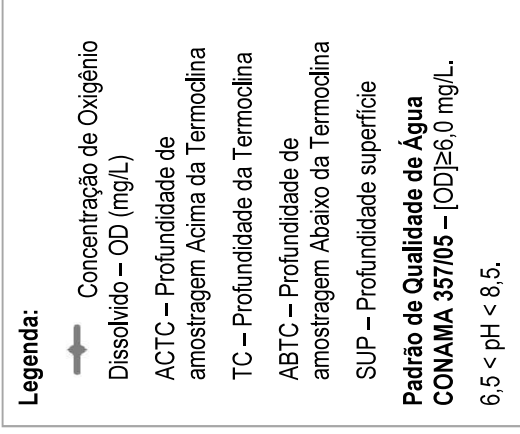 Legenda:
Concentração de Oxigênio
Dissolvido – OD (mg/L)
ACTC – Profundidade de
amostragem Acima da Termoclina
TC – Profundidade da Termoclina
ABTC – Profundidade de
amostragem Abaixo da Termoclina
SUP – Profundidade superfície
Padrão de Qualidade de Água
CONAMA 357/05 – [OD]≥6,0 mg/L.
6,5 < pH < 8,5.